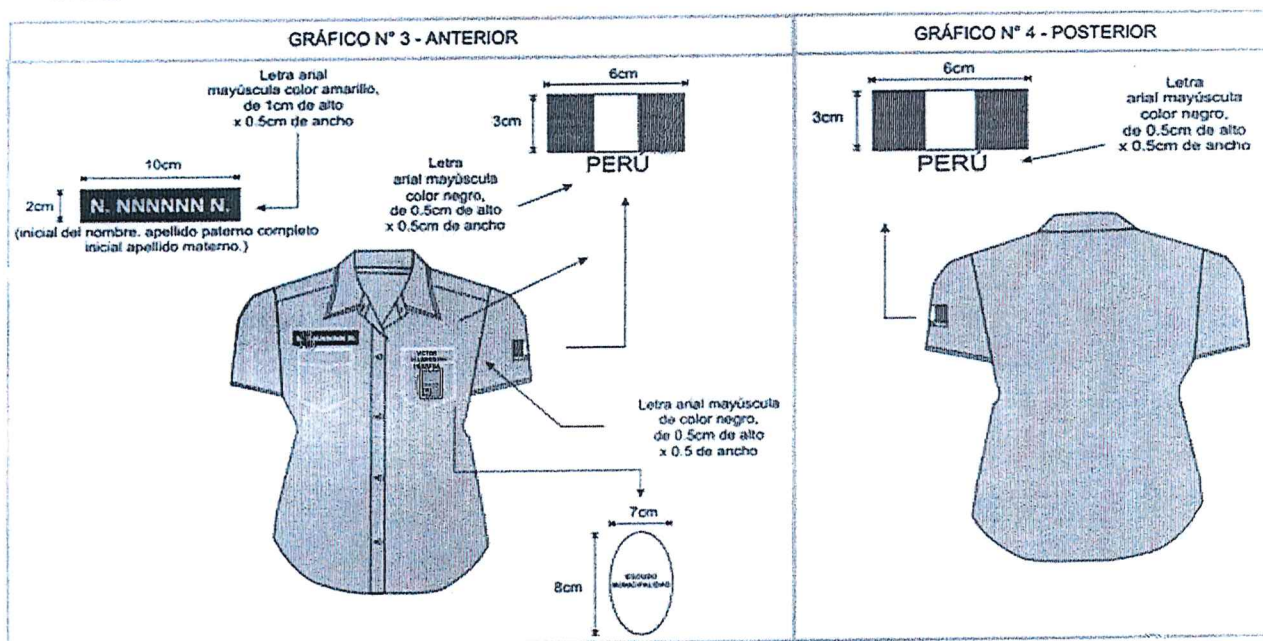 GRÁFICO N° 3 - ANTERIOR
Letra arial
mayúscula color amarillo,
de 1cm de alto
x 0.5cm de ancho
10cm
2cm
N. NNNNNN N.
(inicial del nombre. apellido paterno completo
inicial apellido materno.)
6cm
3cm
PERÚ
Letra
arial mayúscula
color negro,
de 0.5cm de alto
x 0.5cm de ancho
VICTOR
Letra arial mayúscula
de color negro,
de 0.5cm de alto
x 0.5 de ancho
7cm
8cm
ESCUDO
MUNICIPALIDAD
GRÁFICO N° 4 - POSTERIOR
6cm
3cm
PERÚ
Letra
arial mayúscula
color negro,
de 0.5cm de alto
x 0.5cm de ancho